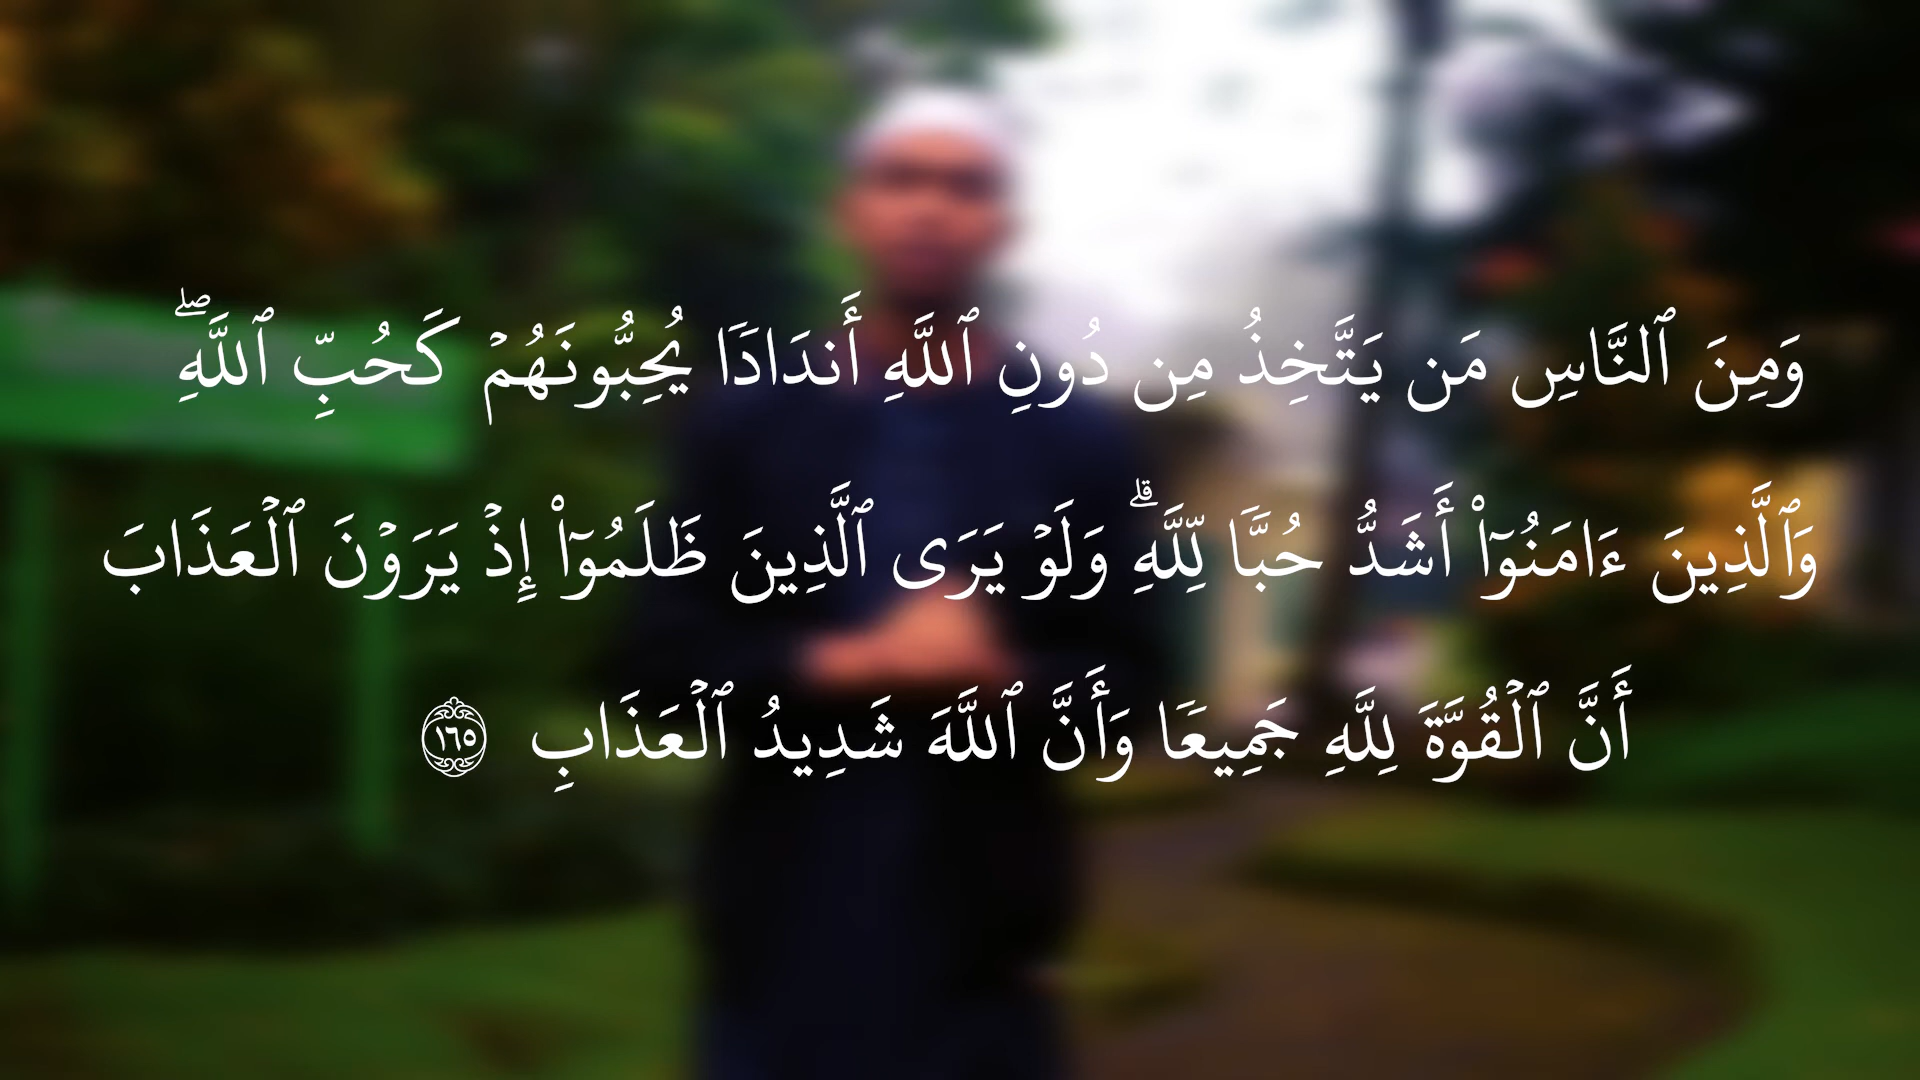 وَمِنَ ٱلنَّاسِ مَن يَتَّخِذُ مِن دُونِ ٱللَّهِ أَندَادٗا يُحِبُّونَهُمۡ كَحُبِّ ٱللَّهِۖ
وَٱلَّذِينَ ءَامَنُوٓاْ أَشَدُّ حُبّٗا لِّلَّهِۗ وَلَوۡ يَرَى ٱلَّذِينَ ظَلَمُوٓاْ إِذۡ يَرَوۡنَ ٱلۡعَذَابَ
أَنَّ ٱلۡقُوَّةَ لِلَّهِ جَمِيعٗا وَأَنَّ ٱللَّهَ شَدِيدُ ٱلۡعَذَابِ ١٦٥